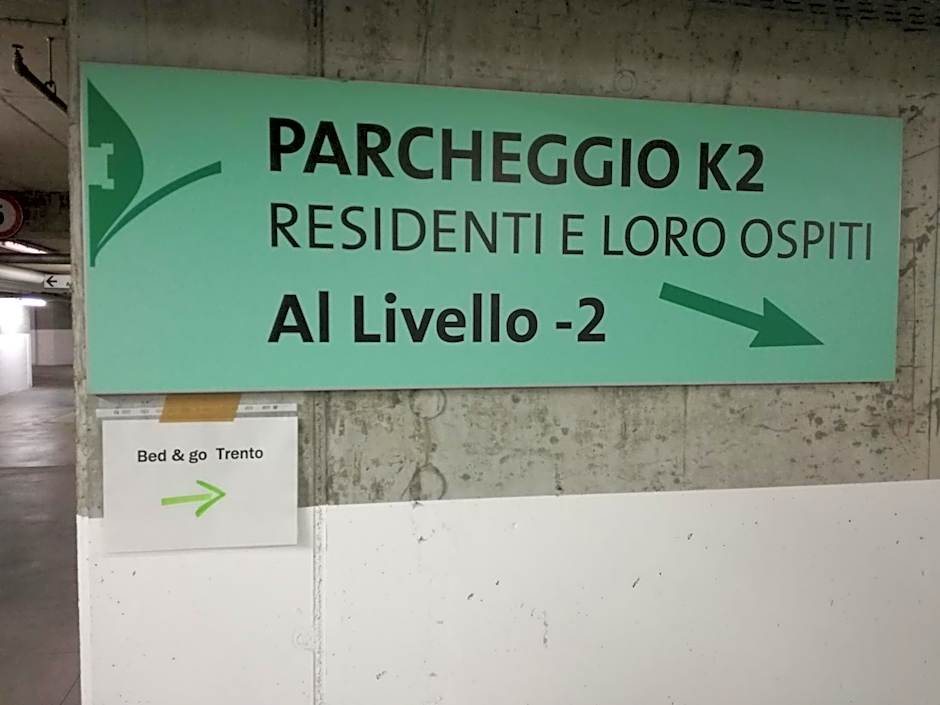 PARCHEGGIO K2
RESIDENTI E LORO OSPITI
Al Livello -2
Bed & go Trento